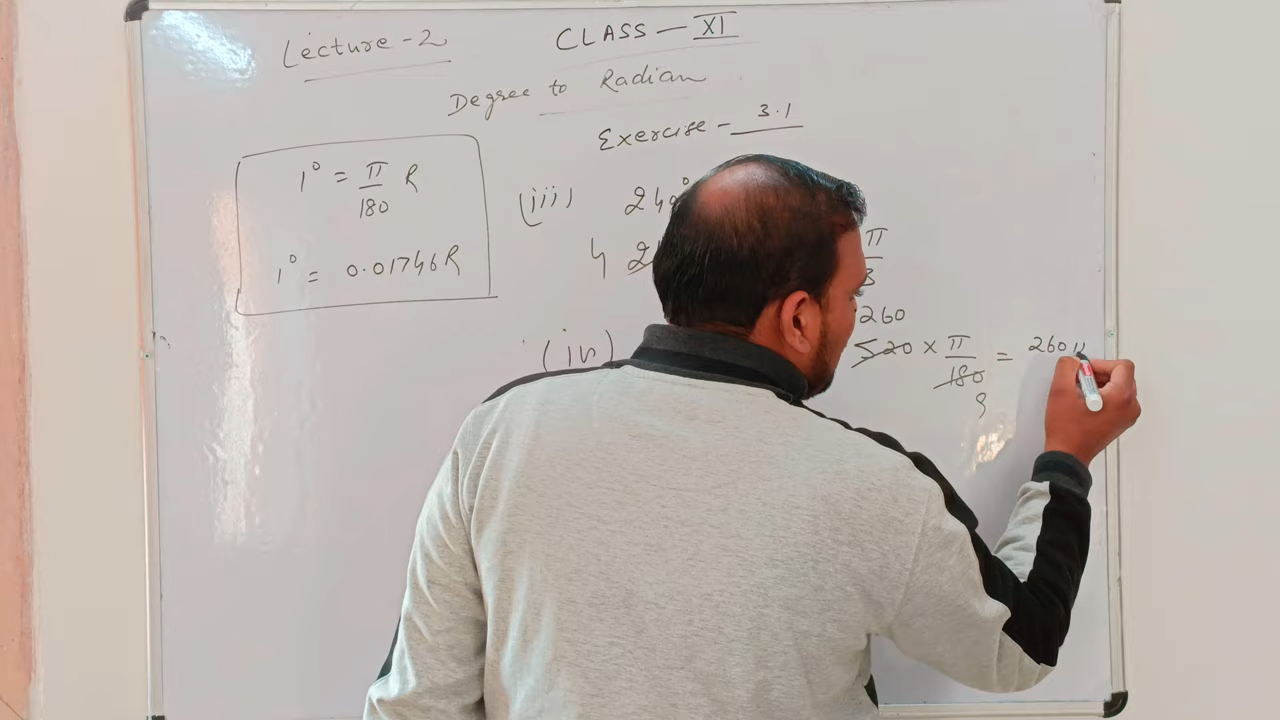 Lecture - 2
CLASS — XI
Degree to Radian
Exercise - 3.1
1° = π/180 R
1° = 0.01746 R
(iii) 240°
π
3
260
(iv) 520 × π/180 = 260π
9